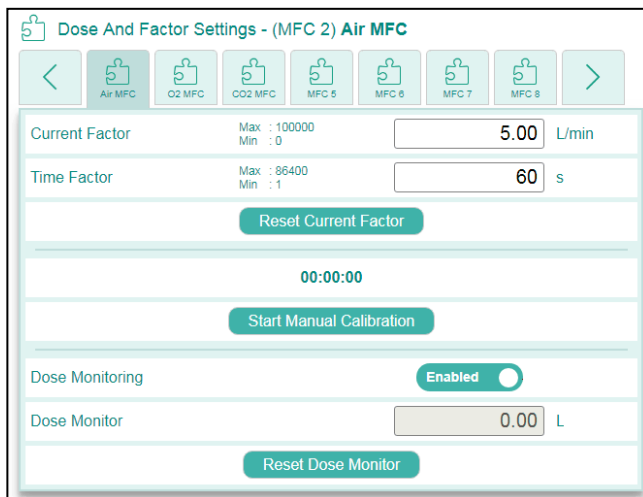 Dose And Factor Settings - (MFC 2) Air MFC
Air MFC O2 MFC CO2 MFC MFC 5 MFC 6 MFC 7 MFC 8
Current Factor Max : 100000 5.00 L/min
Min : 0
Time Factor Max : 86400 60 s
Min : 1
Reset Current Factor
00:00:00
Start Manual Calibration
Dose Monitoring Enabled
Dose Monitor 0.00 L
Reset Dose Monitor